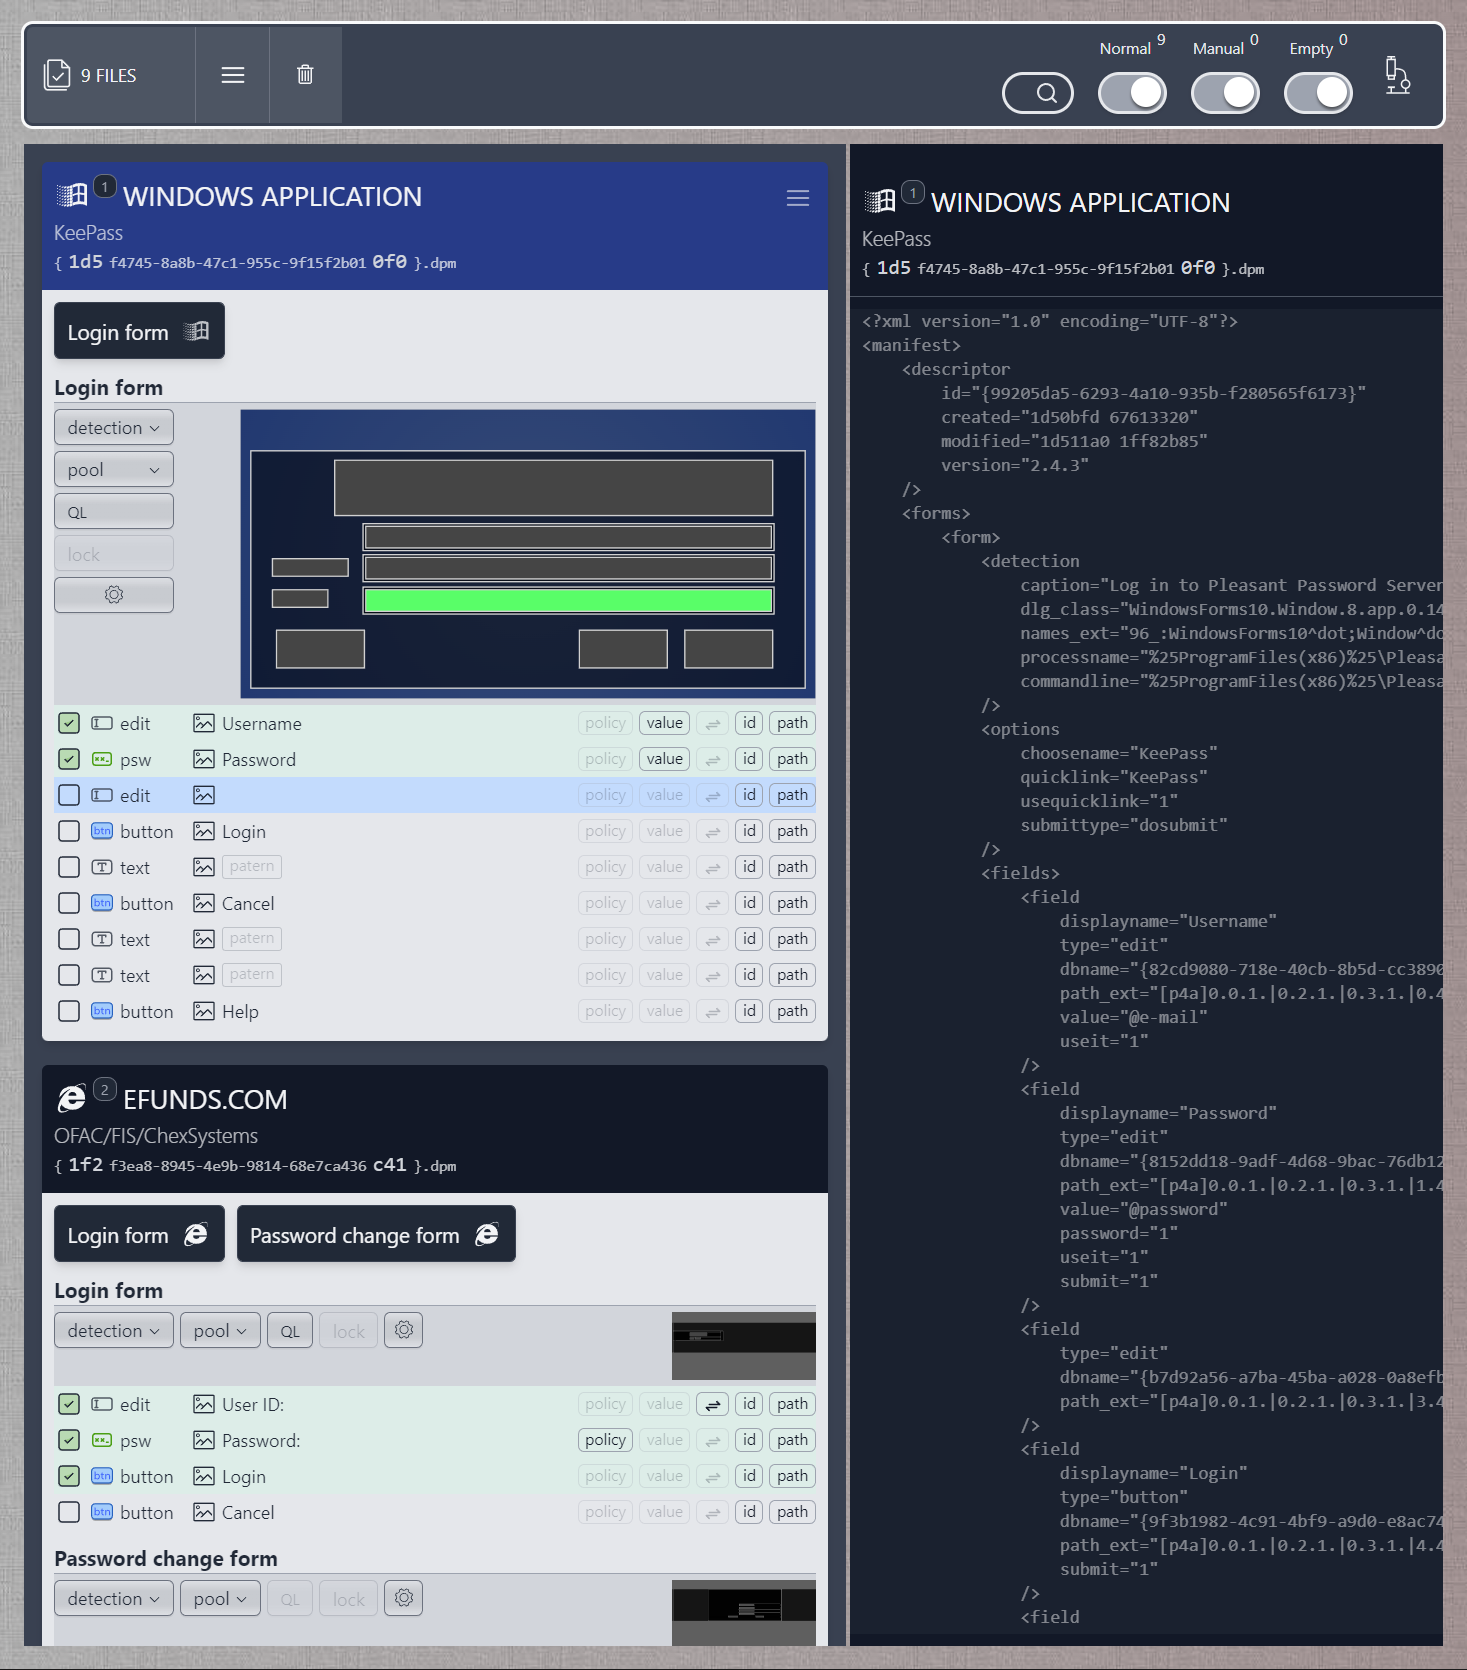 9 FILES
Normal 9
Manual 0
Empty 0
1 WINDOWS APPLICATION
KeePass
{ 1d5 f4745-8a8b-47c1-955c-9f15f2b01 0f0 }.dpm
Login form
Login form
detection
pool
QL
lock
edit Username policy value id path
psw Password policy value id path
edit policy value id path
btn button Login policy value id path
T text patern policy value id path
btn button Cancel policy value id path
T text patern policy value id path
T text patern policy value id path
btn button Help policy value id path
2 EFUNDS.COM
OFAC/FIS/ChexSystems
{ 1f2 f3ea8-8945-4e9b-9814-68e7ca436 c41 }.dpm
Login form Password change form
Login form
detection pool QL lock
edit User ID: policy value id path
psw Password: policy value id path
btn button Login policy value id path
btn button Cancel policy value id path
Password change form
detection pool QL lock
1 WINDOWS APPLICATION
KeePass
{ 1d5 f4745-8a8b-47c1-955c-9f15f2b01 0f0 }.dpm
<?xml version="1.0" encoding="UTF-8"?>
<manifest>
<descriptor
id="{99205da5-6293-4a10-935b-f280565f6173}"
created="1d50bfd 67613320"
modified="1d511a0 1ff82b85"
version="2.4.3"
/>
<forms>
<form>
<detection
caption="Log in to Pleasant Password Server
dlg_class="WindowsForms10.Window.8.app.0.14
names_ext="96_:WindowsForms10^dot;Window^do
processname="%25ProgramFiles(x86)%25\Pleasa
commandline="%25ProgramFiles(x86)%25\Pleasa
/>
<options
choosename="KeePass"
quicklink="KeePass"
usequicklink="1"
submittype="dosubmit"
/>
<fields>
<field
displayname="Username"
type="edit"
dbname="{82cd9080-718e-40cb-8b5d-cc3890
path_ext="[p4a]0.0.1.|0.2.1.|0.3.1.|0.4
value="@e-mail"
useit="1"
/>
<field
displayname="Password"
type="edit"
dbname="{8152dd18-9adf-4d68-9bac-76db12
path_ext="[p4a]0.0.1.|0.2.1.|0.3.1.|1.4
value="@password"
password="1"
useit="1"
submit="1"
/>
<field
type="edit"
dbname="{b7d92a56-a7ba-45ba-a028-0a8efb
path_ext="[p4a]0.0.1.|0.2.1.|0.3.1.|3.4
/>
<field
displayname="Login"
type="button"
dbname="{9f3b1982-4c91-4bf9-a9d0-e8ac74
path_ext="[p4a]0.0.1.|0.2.1.|0.3.1.|4.4
submit="1"
/>
<field